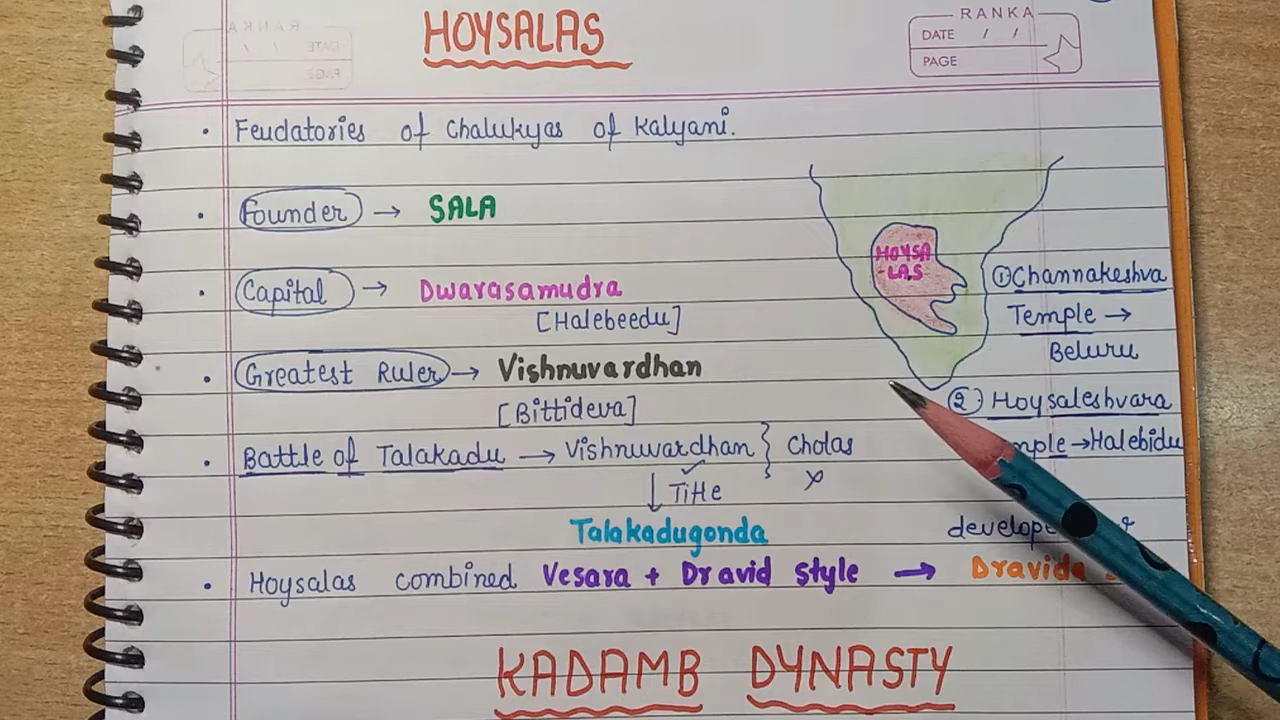 HOYSALAS
RANKA
DATE / /
PAGE
• Feudatories of Chalukyas of Kalyani.
• Founder → SALA
• Capital → Dwarasamudra
[Halebeedu]
• Greatest Ruler → Vishnuvardhan
[Bittideva]
• Battle of Talakadu → Vishnuvardhan } Cholas
✓ x
↓ Title
Talakadugonda
• Hoysalas combined Vesara + Dravid style → Dravida
HOYSA
-LAS
① Channakeshva
Temple →
Beluru
② Hoysaleshvara
→ Halebidu
KADAMB DYNASTY